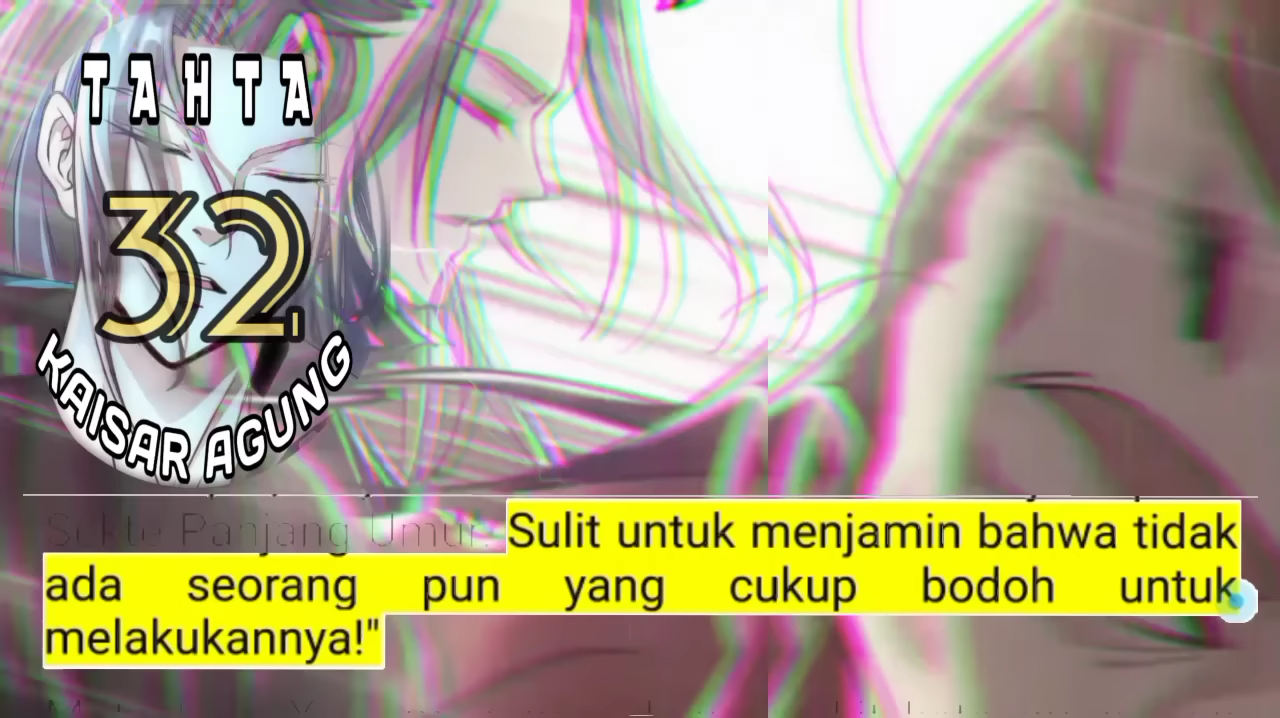 TAHTA
32
KAISAR AGUNG
Sekte Panjang Umur. Sulit untuk menjamin bahwa tidak
ada seorang pun yang cukup bodoh untuk
melakukannya!"